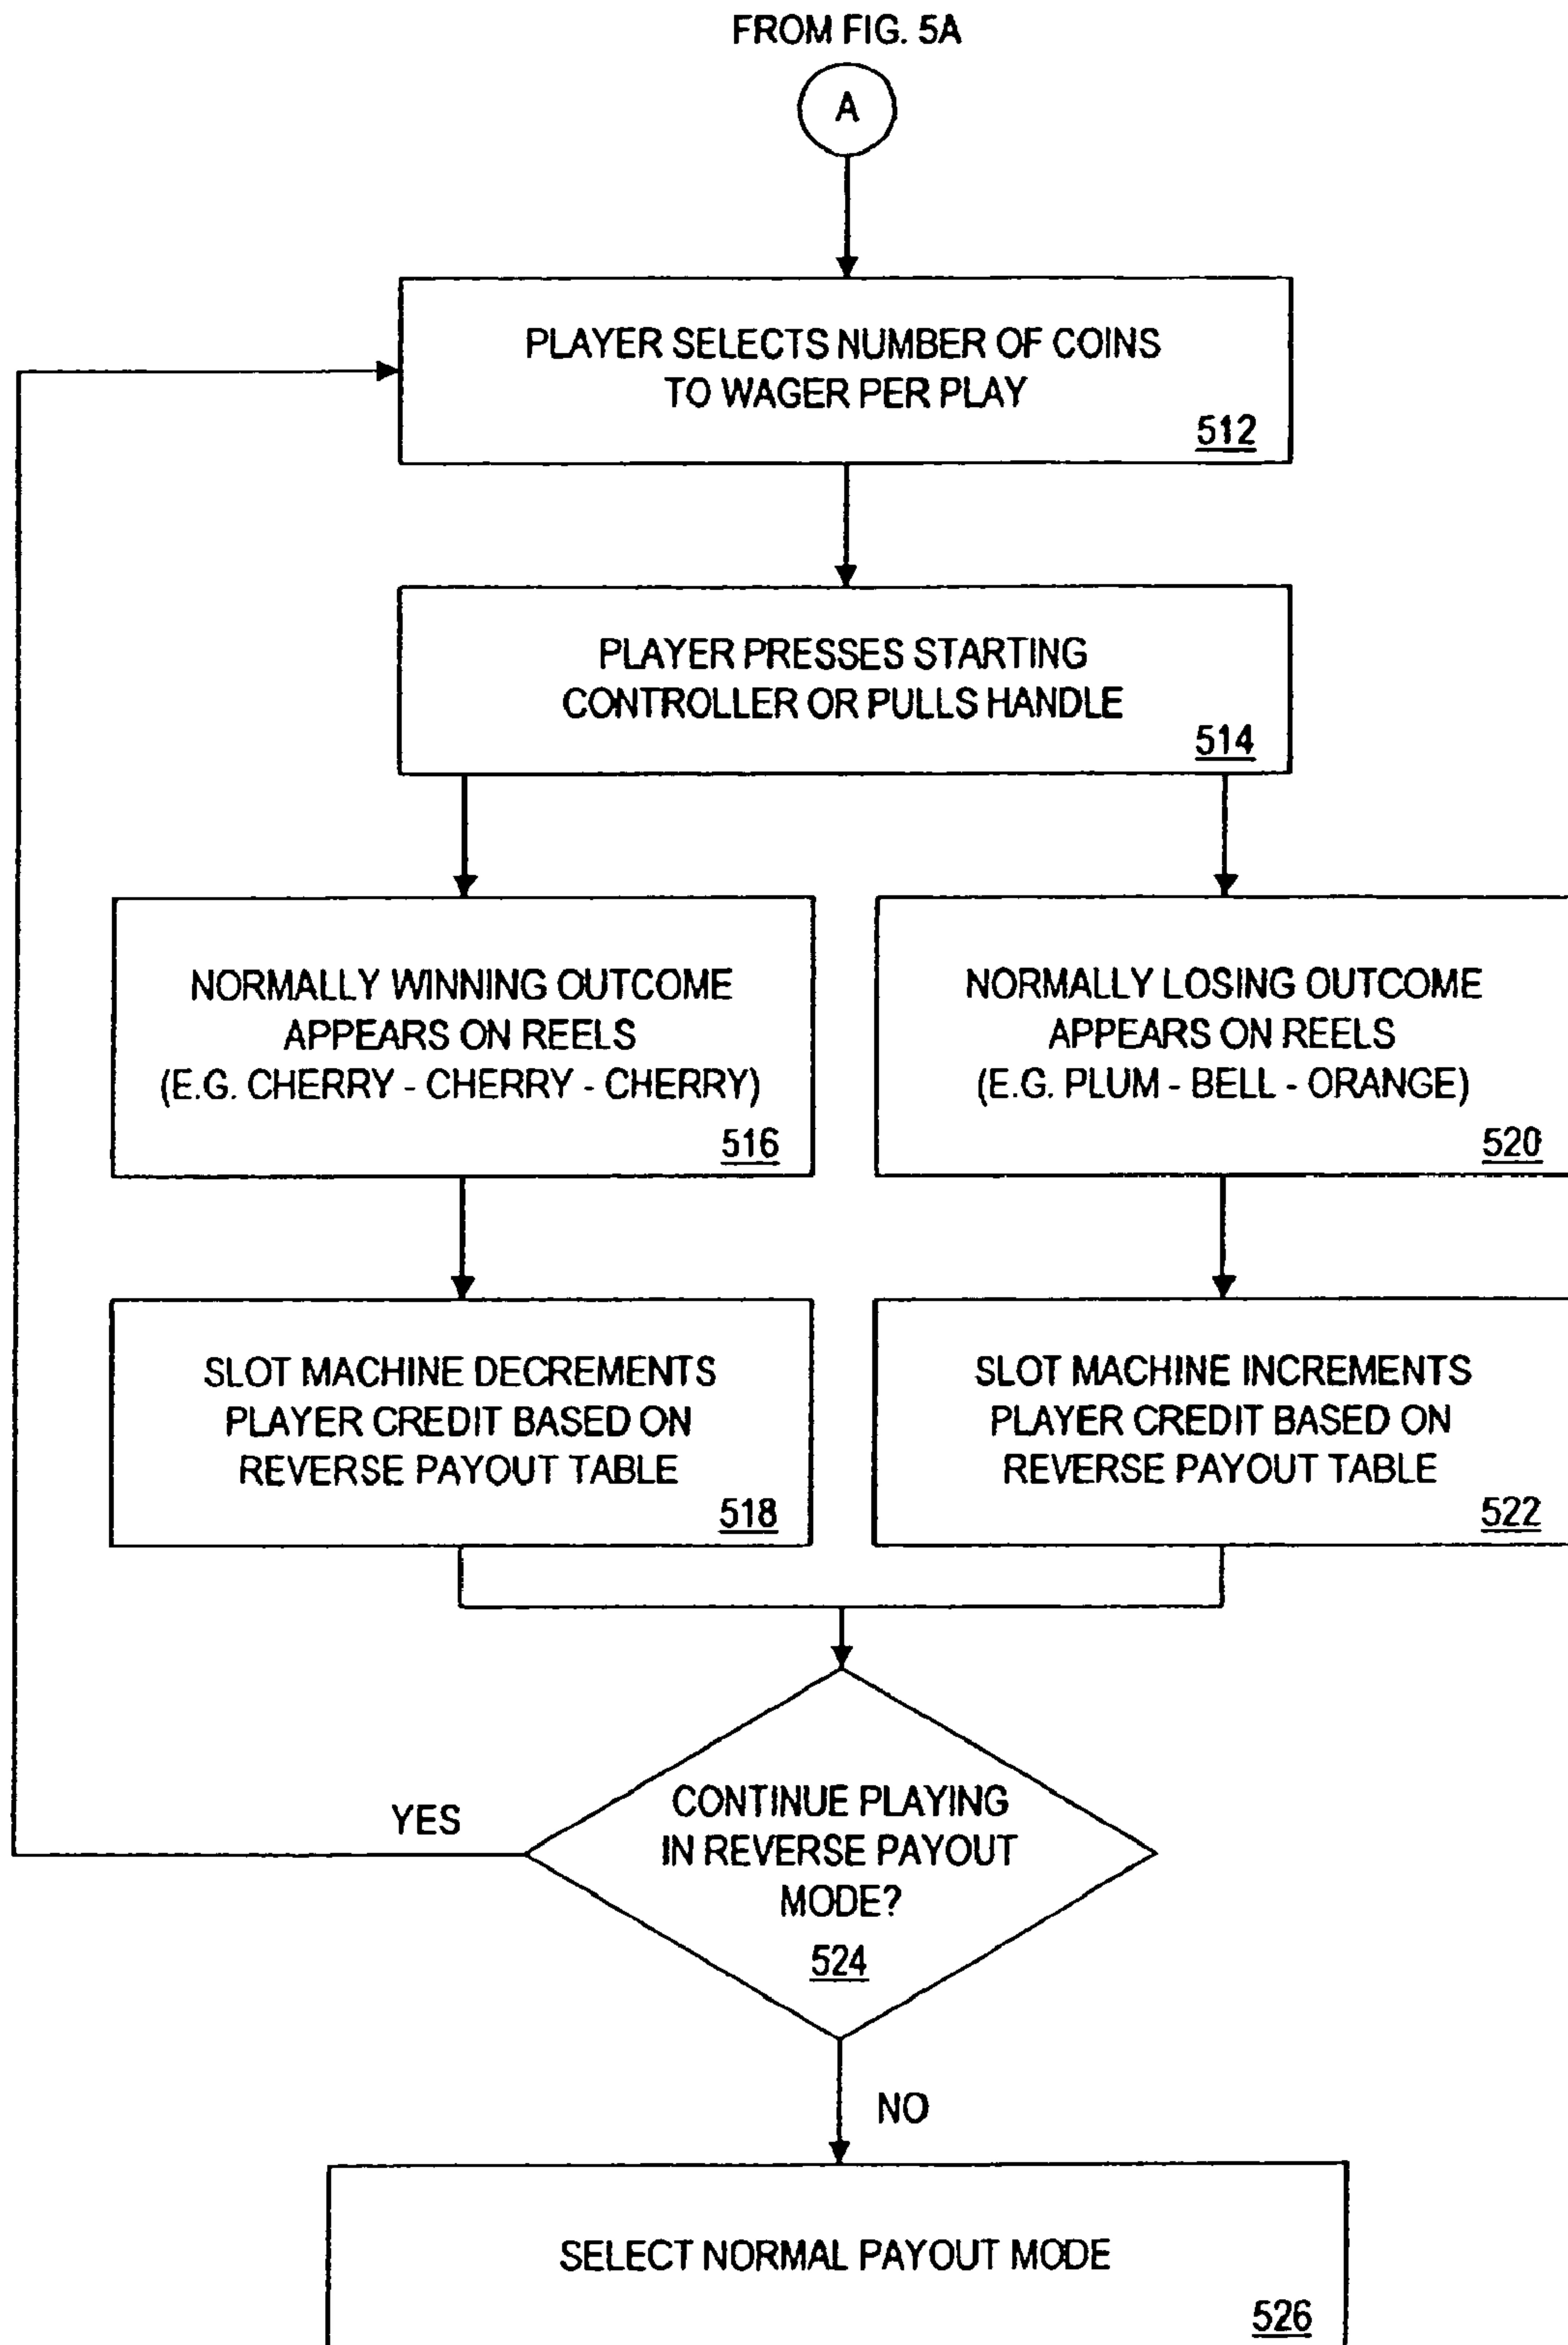 FROM FIG. 5A
A
PLAYER SELECTS NUMBER OF COINS
TO WAGER PER PLAY
512
PLAYER PRESSES STARTING
CONTROLLER OR PULLS HANDLE
514
NORMALLY WINNING OUTCOME
APPEARS ON REELS
(E.G. CHERRY - CHERRY - CHERRY)
516
NORMALLY LOSING OUTCOME
APPEARS ON REELS
(E.G. PLUM - BELL - ORANGE)
520
SLOT MACHINE DECREMENTS
PLAYER CREDIT BASED ON
REVERSE PAYOUT TABLE
518
SLOT MACHINE INCREMENTS
PLAYER CREDIT BASED ON
REVERSE PAYOUT TABLE
522
CONTINUE PLAYING
IN REVERSE PAYOUT
MODE?
524
YES
NO
SELECT NORMAL PAYOUT MODE
526